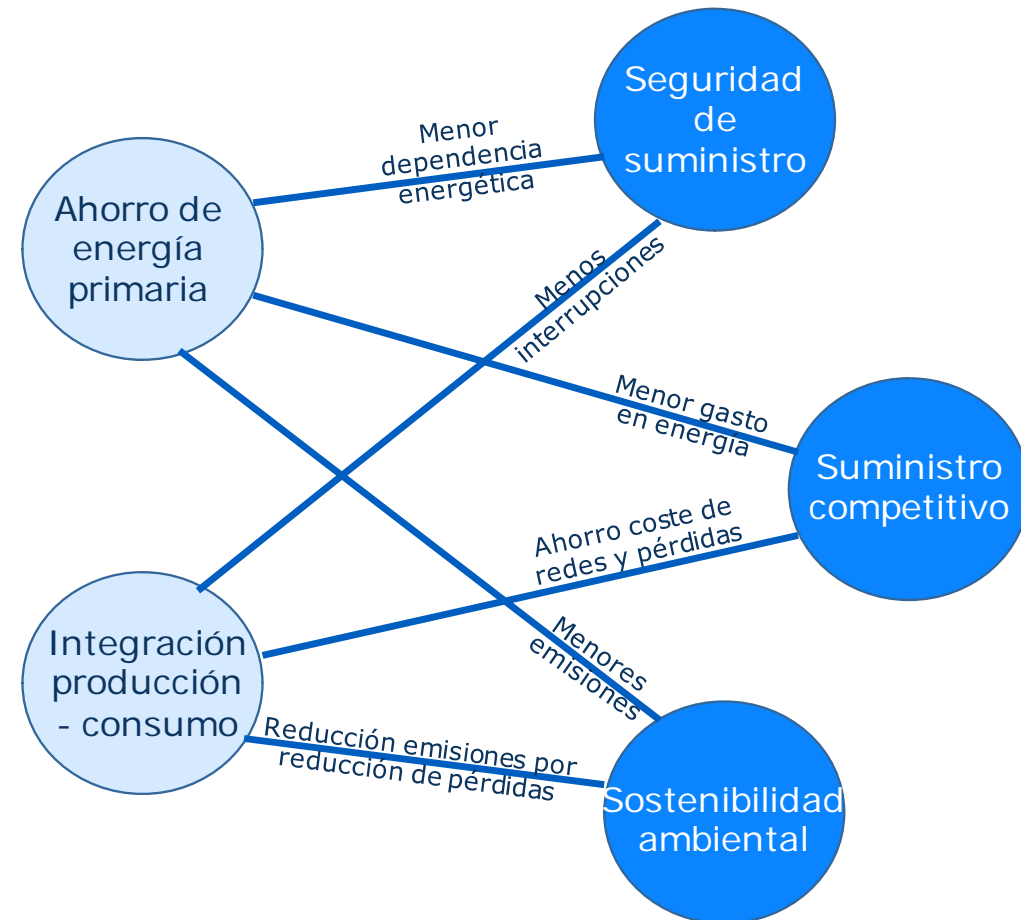 Seguridad
de
suministro
Menor
dependencia
energética
Ahorro de
energía
primaria
Menos
interrupciones
Menor gasto
en energía
Suministro
competitivo
Ahorro coste de
redes y pérdidas
Menores
emisiones
Integración
producción
- consumo
Reducción emisiones por
reducción de pérdidas
Sostenibilidad
ambiental